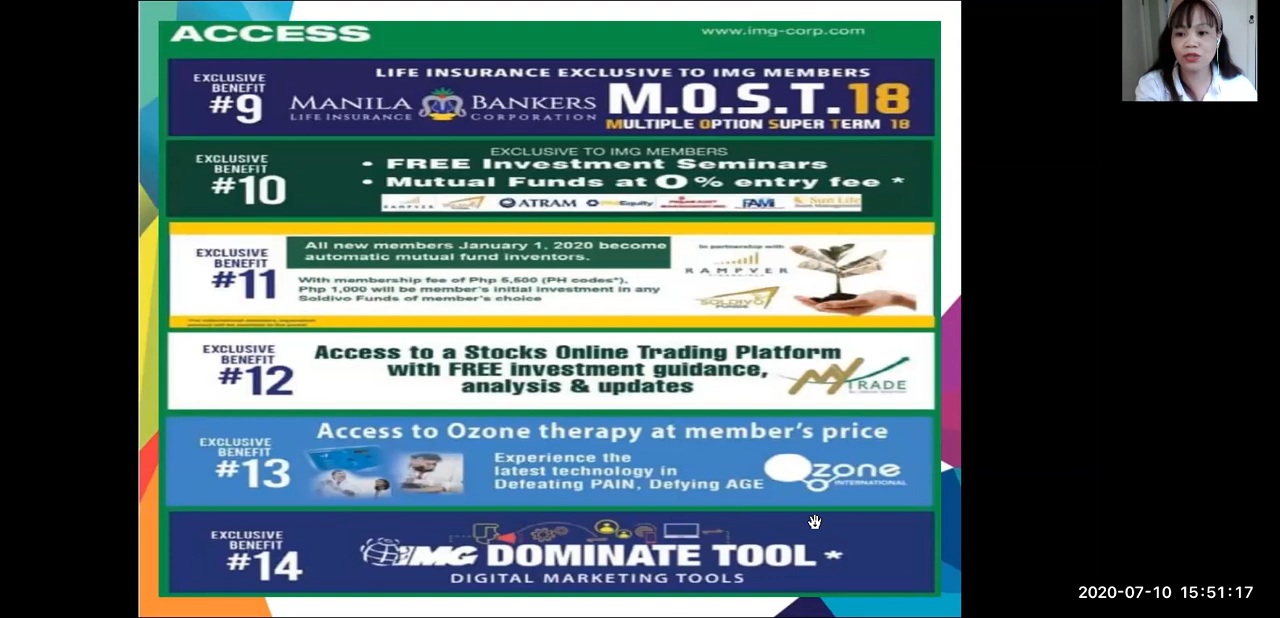 ACCESS
www.img-corp.com
EXCLUSIVE
BENEFIT
#9
LIFE INSURANCE EXCLUSIVE TO IMG MEMBERS
MANILA BANKERS
LIFE INSURANCE CORPORATION
M.O.S.T.18
MULTIPLE OPTION SUPER TERM 18
EXCLUSIVE
BENEFIT
#10
EXCLUSIVE TO IMG MEMBERS
• FREE Investment Seminars
• Mutual Funds at 0% entry fee *
RAMPVER ATRAM PhilEquity FAMI Sun Life
EXCLUSIVE
BENEFIT
#11
All new members January 1, 2020 become
automatic mutual fund inventors.
With membership fee of Php 5,500 (PH codes*),
Php 1,000 will be member's initial investment in any
Soldivo Funds of member's choice
In partnership with
RAMPVER
SOLDIVO
FUNDS
EXCLUSIVE
BENEFIT
#12
Access to a Stocks Online Trading Platform
with FREE investment guidance,
analysis & updates
MYTRADE
EXCLUSIVE
BENEFIT
#13
Access to Ozone therapy at member's price
Experience the
latest technology in
Defeating PAIN, Defying AGE
Ozone
INTERNATIONAL
EXCLUSIVE
BENEFIT
#14
IMG DOMINATE TOOL *
DIGITAL MARKETING TOOLS
2020-07-10 15:51:17